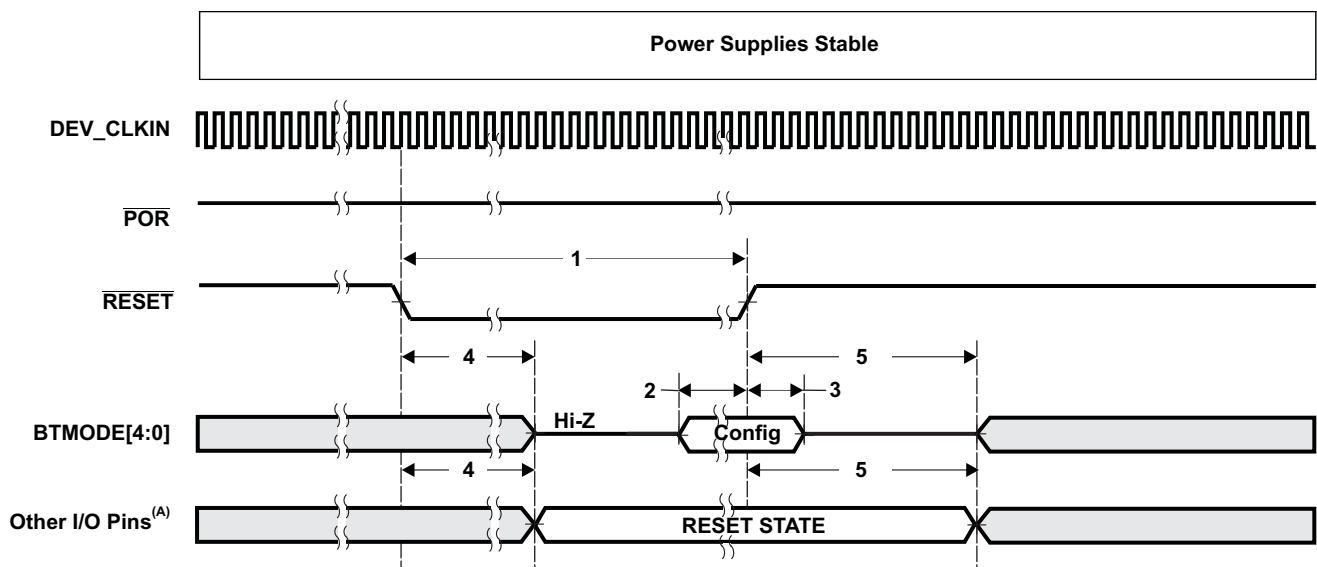 Power Supplies Stable
DEV_CLKIN
POR
1
RESET
4 5
2 3
BTMODE[4:0] Hi-Z Config
4 5
Other I/O Pins(A) RESET STATE